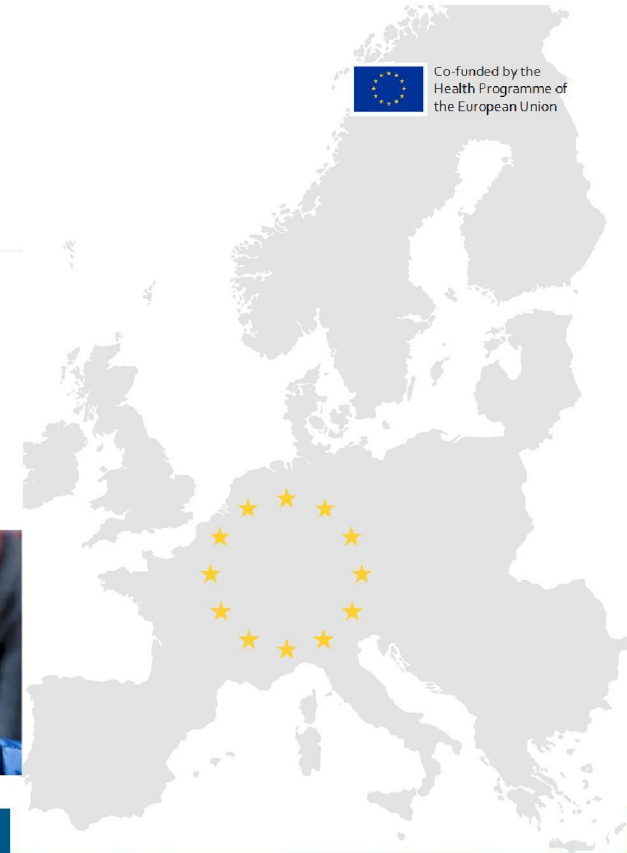 Co-funded by the
Health Programme of
the European Union